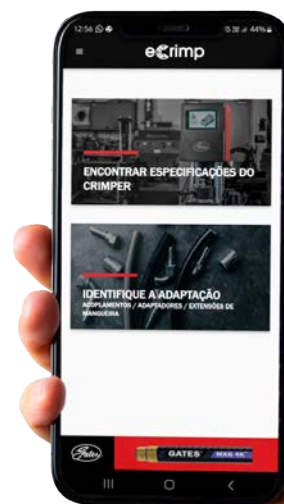 12:56 44%
eCrimp
ENCONTRAR ESPECIFICAÇÕES DO
CRIMPER
IDENTIFIQUE A ADAPTAÇÃO
ACOPLAMENTOS / ADAPTADORES / EXTENSÕES DE
MANGUEIRA
Gates
GATES MXG 4K